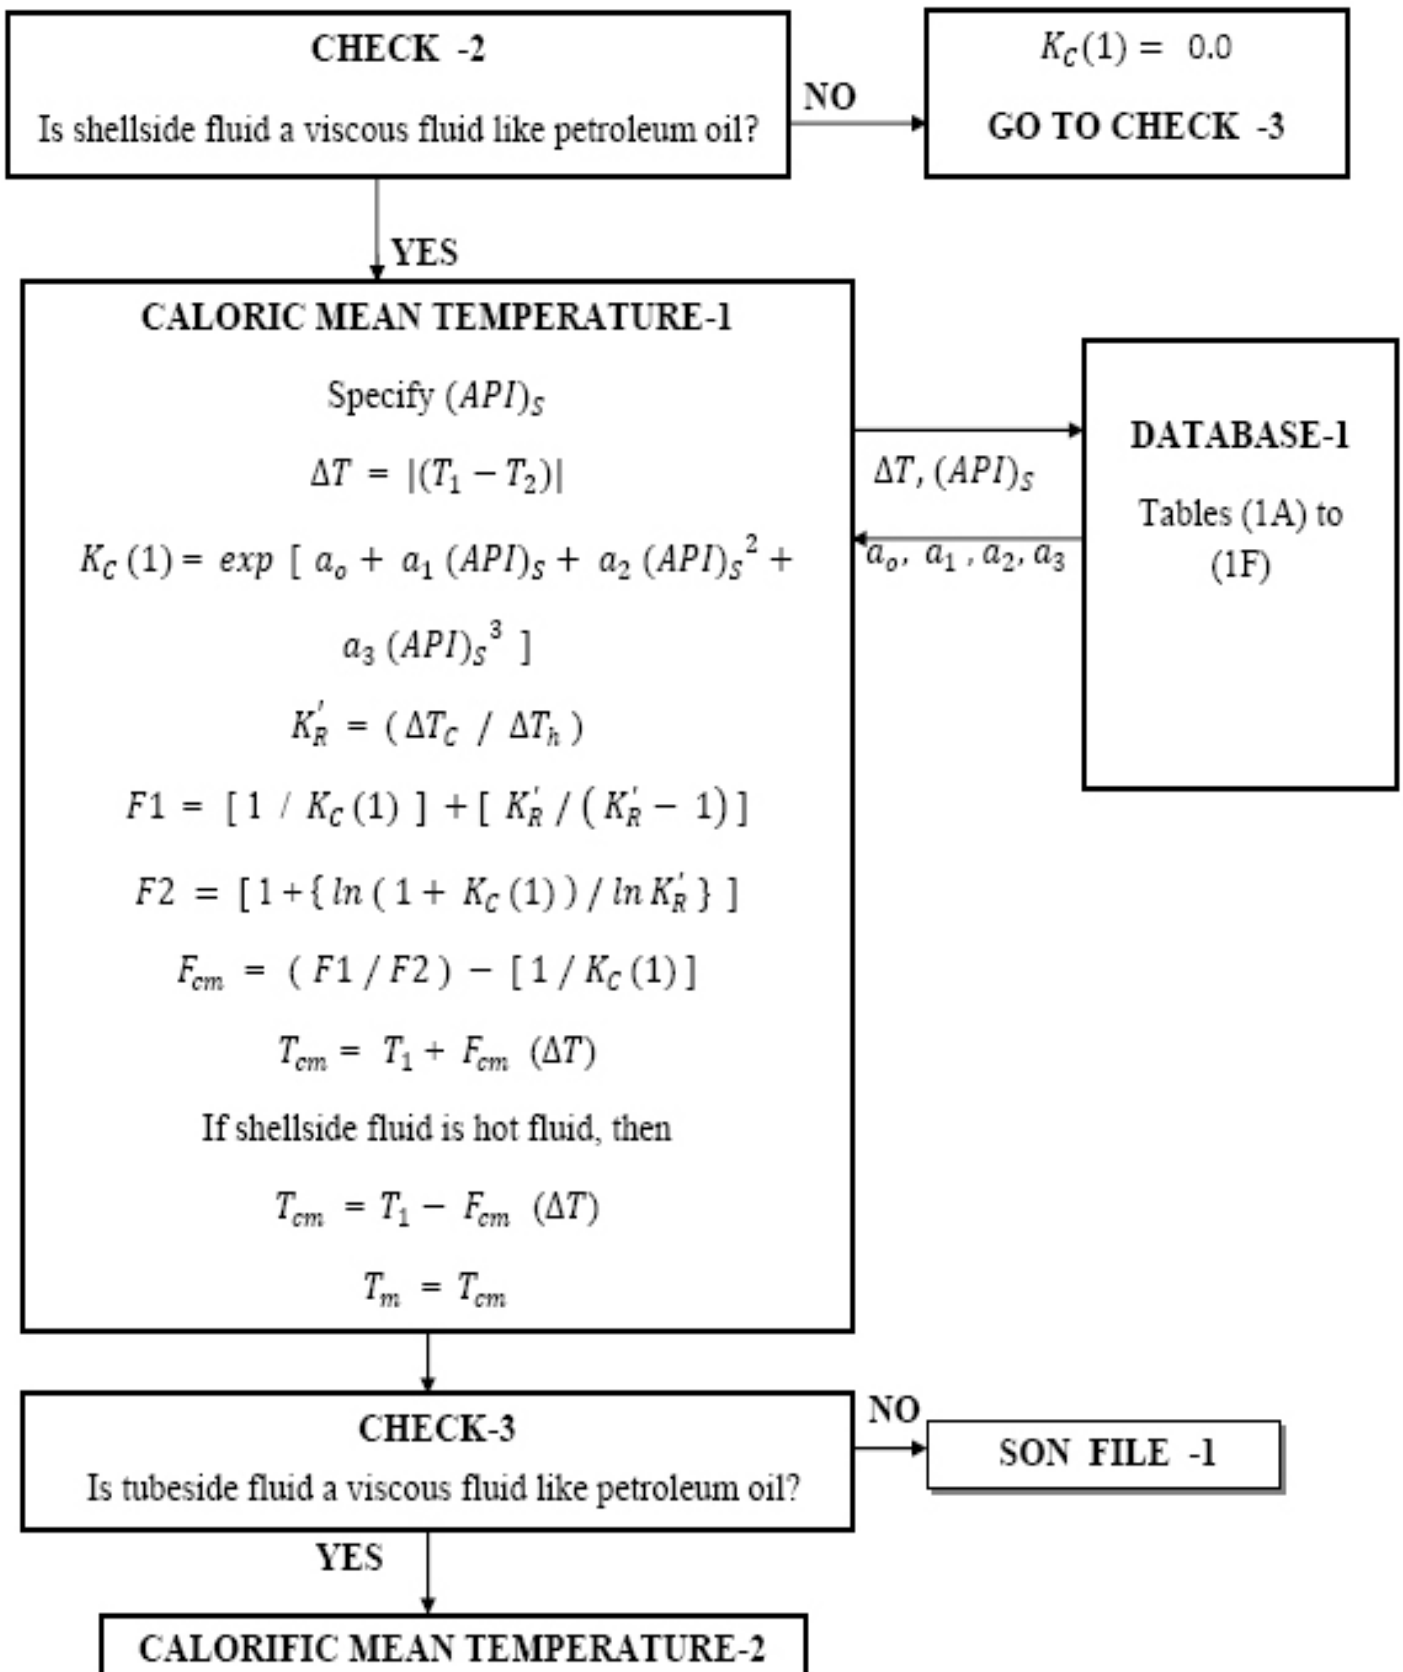 CHECK -2
Is shellside fluid a viscous fluid like petroleum oil?
NO
K_C(1) = 0.0
GO TO CHECK -3
YES
CALORIC MEAN TEMPERATURE-1
Specify (API)_S
ΔT = |(T_1 − T_2)|
K_C (1) = exp [ a_o + a_1 (API)_S + a_2 (API)_S^2 +
a_3 (API)_S^3 ]
K_R^' = ( ΔT_C / ΔT_h )
F1 = [ 1 / K_C (1) ] + [ K_R^' / ( K_R^' − 1) ]
F2 = [ 1 + { ln ( 1 + K_C (1) ) / ln K_R^' } ]
F_cm = ( F1 / F2 ) − [ 1 / K_C (1) ]
T_cm = T_1 + F_cm (ΔT)
If shellside fluid is hot fluid, then
T_cm = T_1 − F_cm (ΔT)
T_m = T_cm
ΔT, (API)_S
a_o, a_1 , a_2, a_3
DATABASE-1
Tables (1A) to
(1F)
CHECK-3
Is tubeside fluid a viscous fluid like petroleum oil?
NO
SON FILE -1
YES
CALORIFIC MEAN TEMPERATURE-2